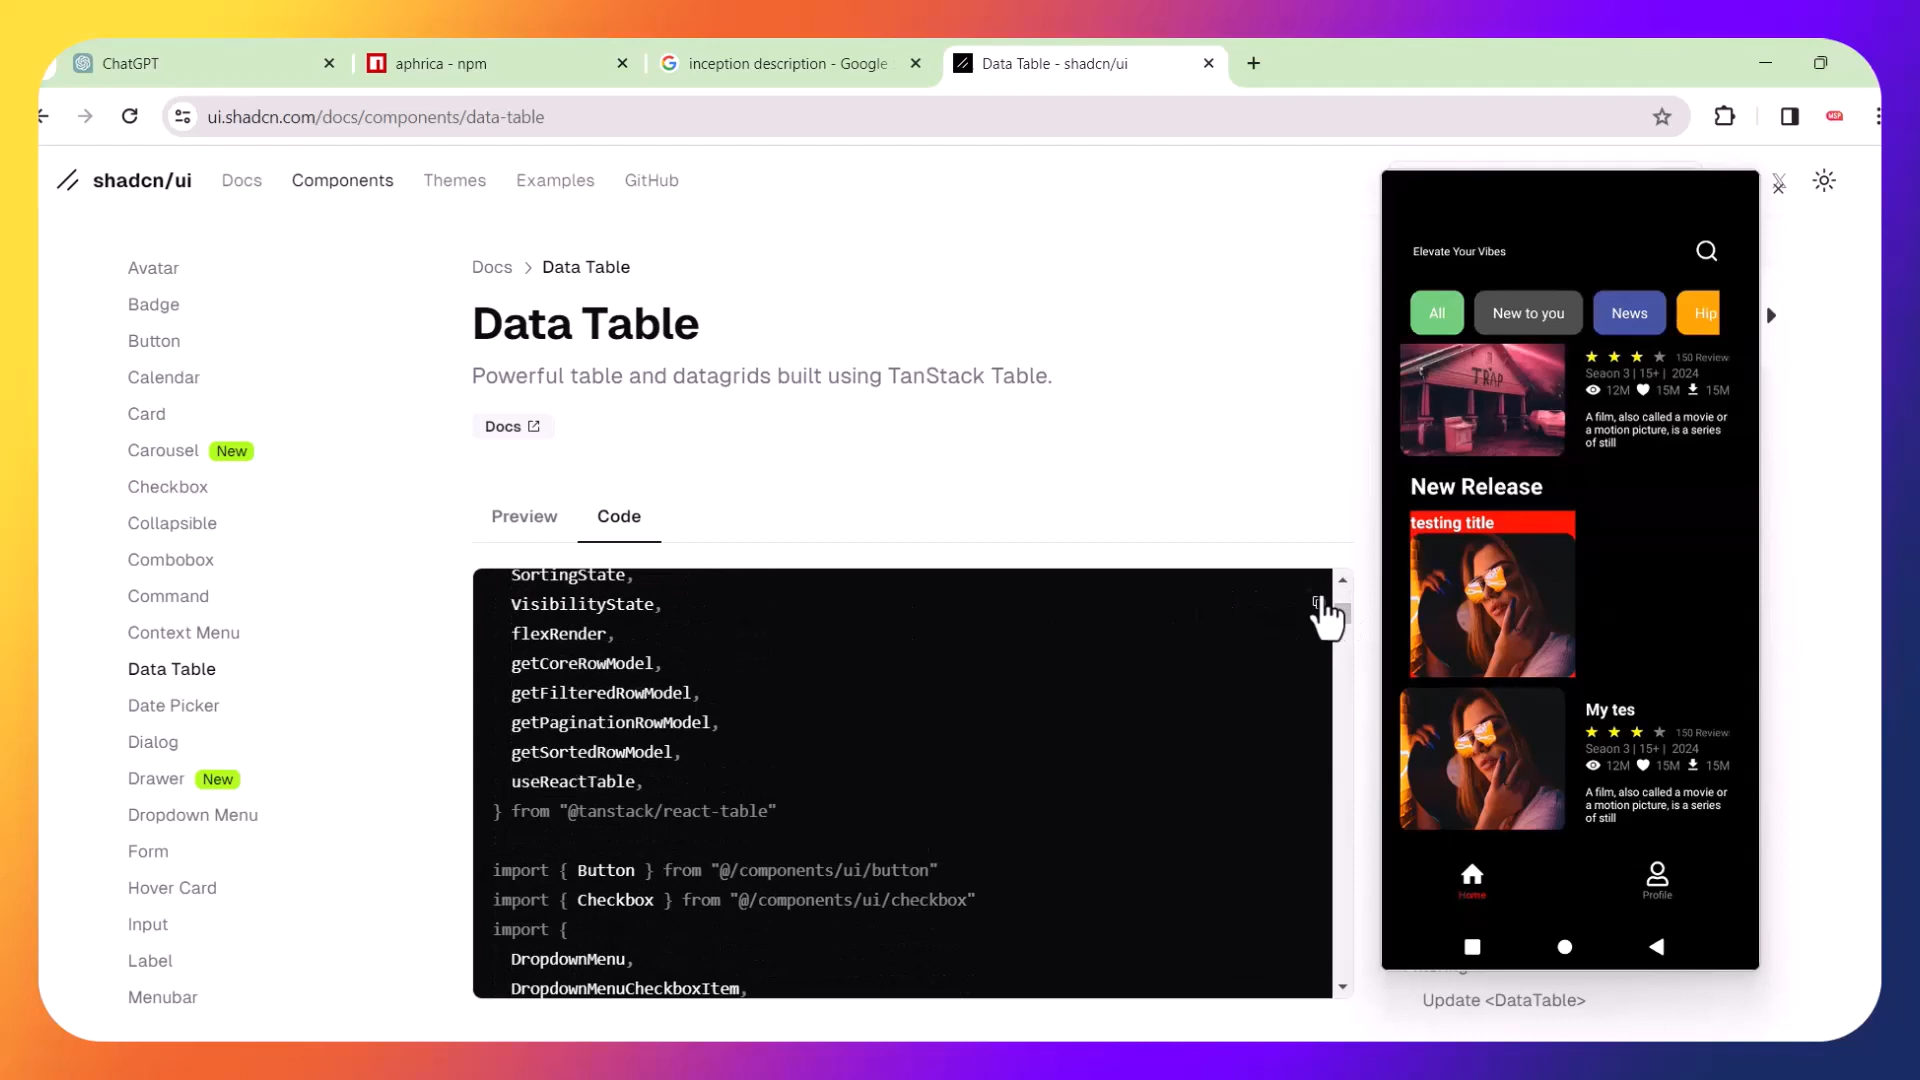 ChatGPT
aphrica - npm
inception description - Google
Data Table - shadcn/ui
ui.shadcn.com/docs/components/data-table
shadcn/ui
Docs
Components
Themes
Examples
GitHub
Avatar
Badge
Button
Calendar
Card
Carousel New
Checkbox
Collapsible
Combobox
Command
Context Menu
Data Table
Date Picker
Dialog
Drawer New
Dropdown Menu
Form
Hover Card
Input
Label
Menubar
Docs > Data Table
Data Table
Powerful table and datagrids built using TanStack Table.
Docs
Preview
Code
SortingState,
VisibilityState,
flexRender,
getCoreRowModel,
getFilteredRowModel,
getPaginationRowModel,
getSortedRowModel,
useReactTable,
} from "@tanstack/react-table"
import { Button } from "@/components/ui/button"
import { Checkbox } from "@/components/ui/checkbox"
import {
DropdownMenu,
DropdownMenuCheckboxItem,
Elevate Your Vibes
All
New to you
News
Hip
TRAP
150 Review
Seaon 3 | 15+ | 2024
12M 15M 15M
A film, also called a movie or
a motion picture, is a series
of still
New Release
testing title
My tes
150 Review
Seaon 3 | 15+ | 2024
12M 15M 15M
A film, also called a movie or
a motion picture, is a series
of still
Home
Profile
Update <DataTable>